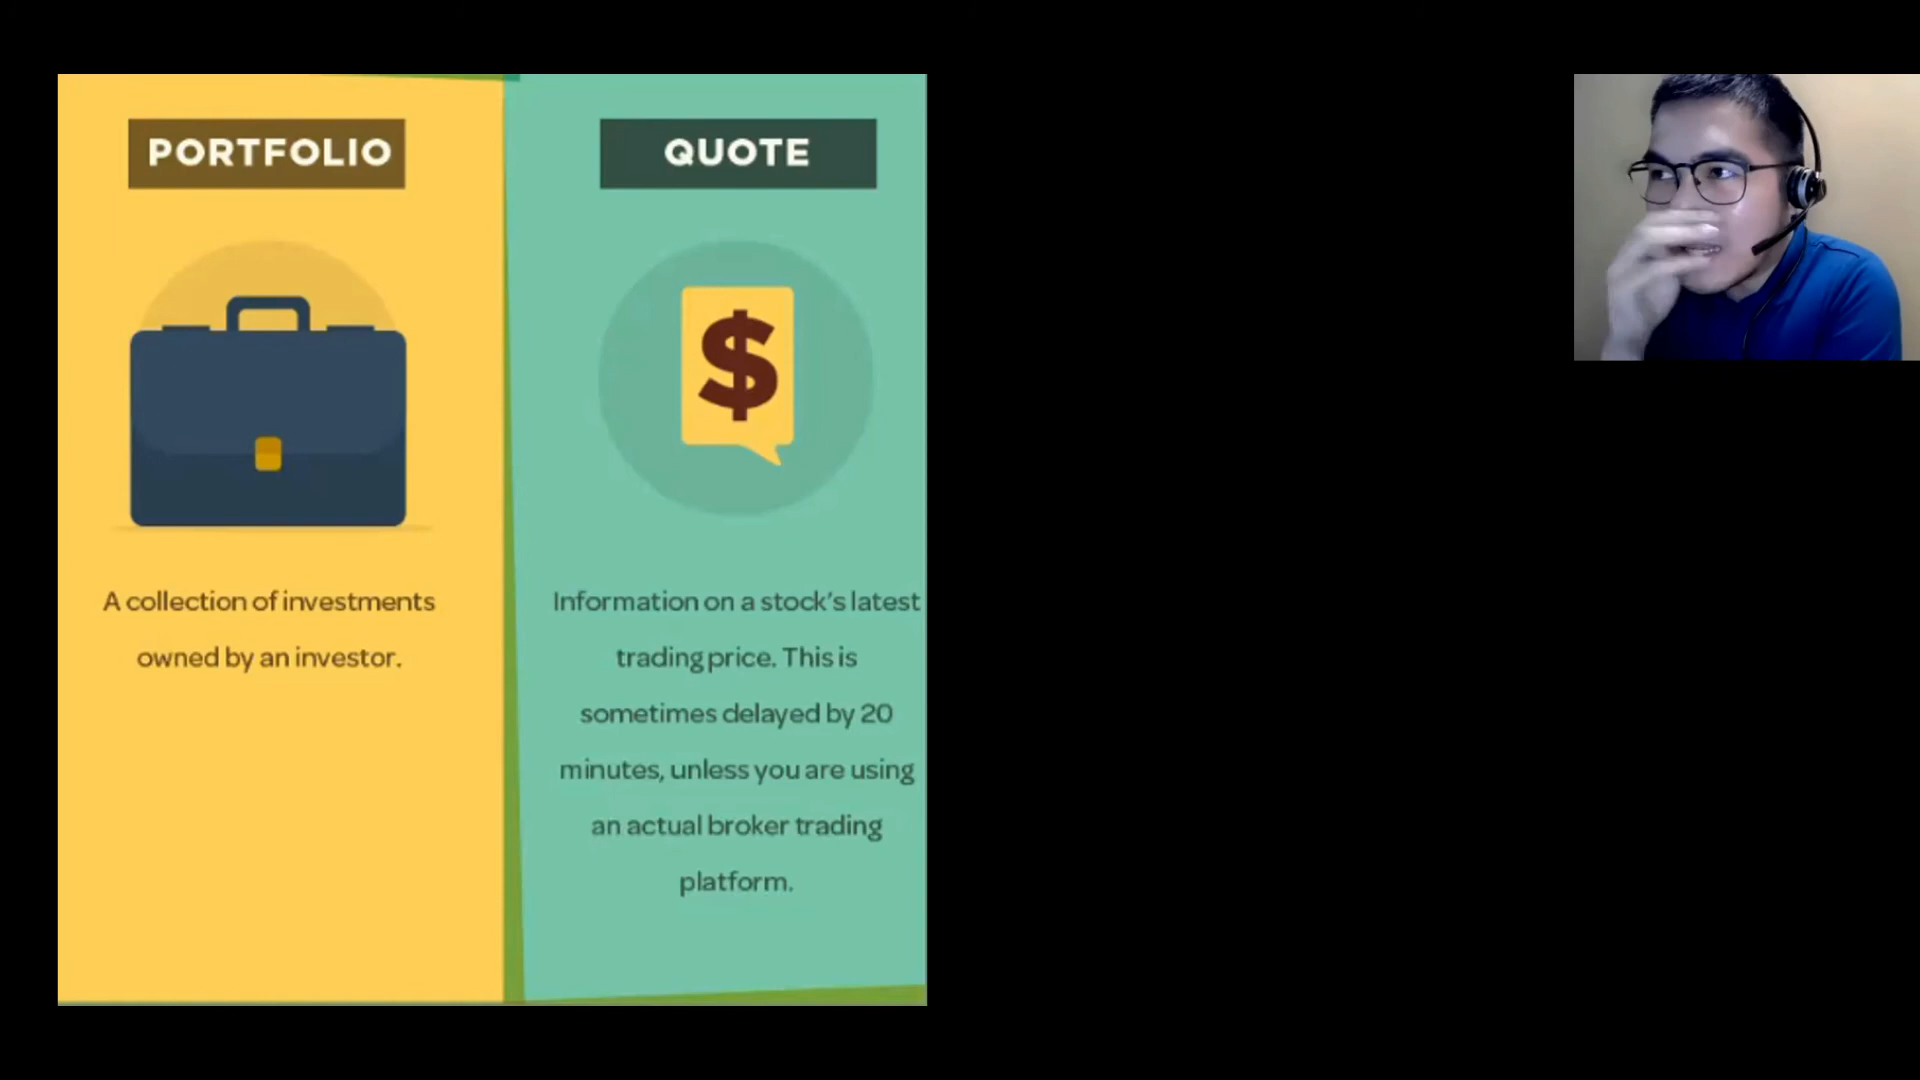 PORTFOLIO
A collection of investments
owned by an investor.
QUOTE
$
Information on a stock's latest
trading price. This is
sometimes delayed by 20
minutes, unless you are using
an actual broker trading
platform.